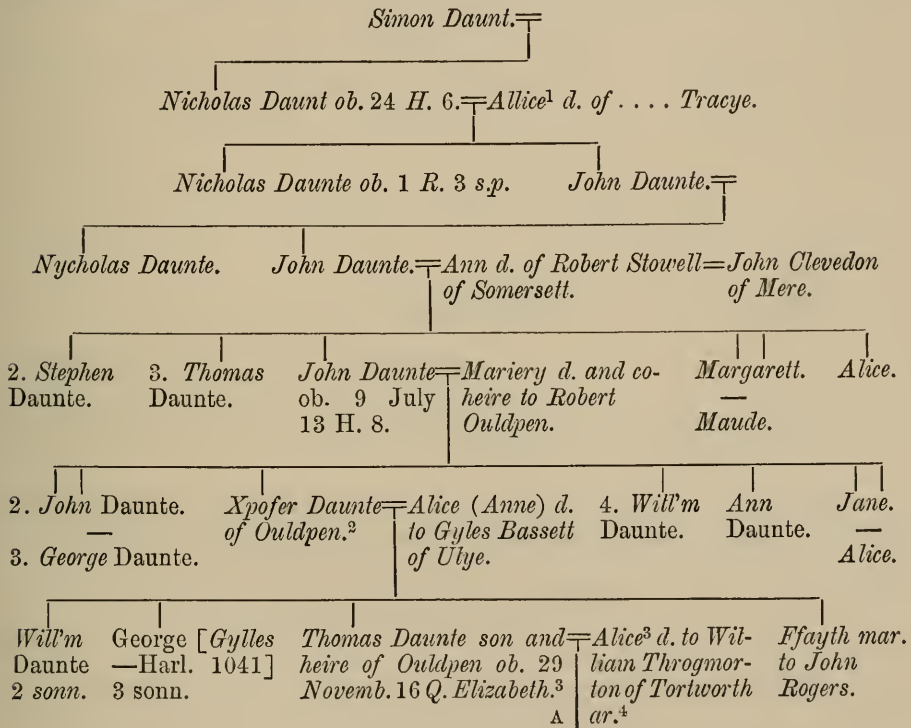 Simon Daunt.
Nicholas Daunt ob. 24 H. 6. Allice¹ d. of . . . . Tracye.
Nicholas Daunte ob. 1 R. 3 s.p. John Daunte.
Nycholas Daunte. John Daunte. Ann d. of Robert Stowell of Somersett. John Clevedon of Mere.
2. Stephen
Daunte.
3. Thomas
Daunte.
John Daunte
ob. 9 July
13 H. 8.
Mariery d. and co-
heire to Robert
Ouldpen.
Margarett.
—
Maude.
Alice.
2. John Daunte.
—
3. George Daunte.
Xpofer Daunte
of Ouldpen.²
Alice (Anne) d.
to Gyles Bassett
of Ulye.
4. Will'm
Daunte.
Ann
Daunte.
Jane.
—
Alice.
Will'm
Daunte
2 sonn.
George [Gylles
—Harl. 1041]
3 sonn.
Thomas Daunte son and
heire of Ouldpen ob. 29
Novemb. 16 Q. Elizabeth.³
A
Alice³ d. to Wil-
liam Throgmor-
ton of Tortworth
ar.⁴
Ffayth mar.
to John
Rogers.